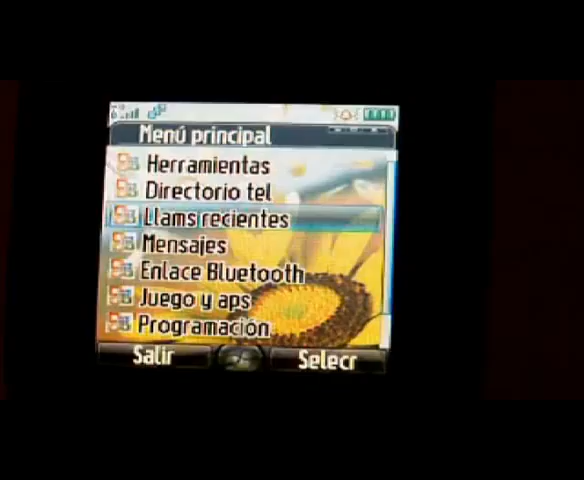 Menú principal
Herramientas
Directorio tel
Llams recientes
Mensajes
Enlace Bluetooth
Juego y aps
Programación
Salir
Selecr